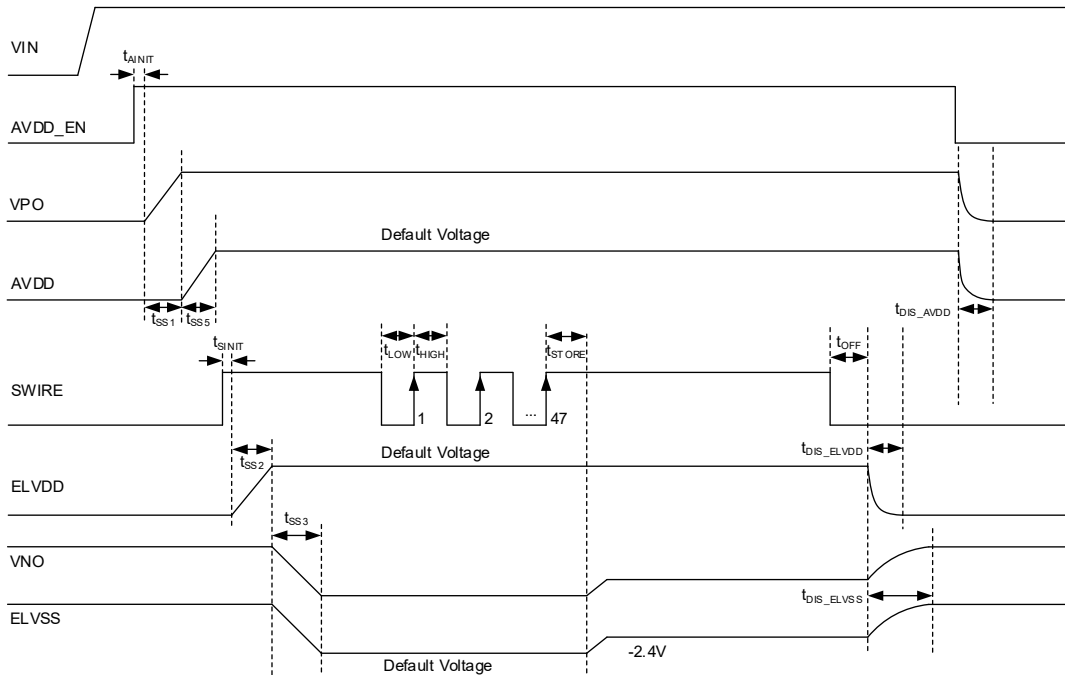 VIN
tAINIT
AVDD_EN
VPO
Default Voltage
AVDD
tSS1
tSS5
tDIS_AVDD
tSINIT
tLOW
tHIGH
tSTORE
tOFF
SWIRE
1
2
...
47
tSS2
Default Voltage
tDIS_ELVDD
ELVDD
tSS3
VNO
tDIS_ELVSS
ELVSS
-2.4V
Default Voltage